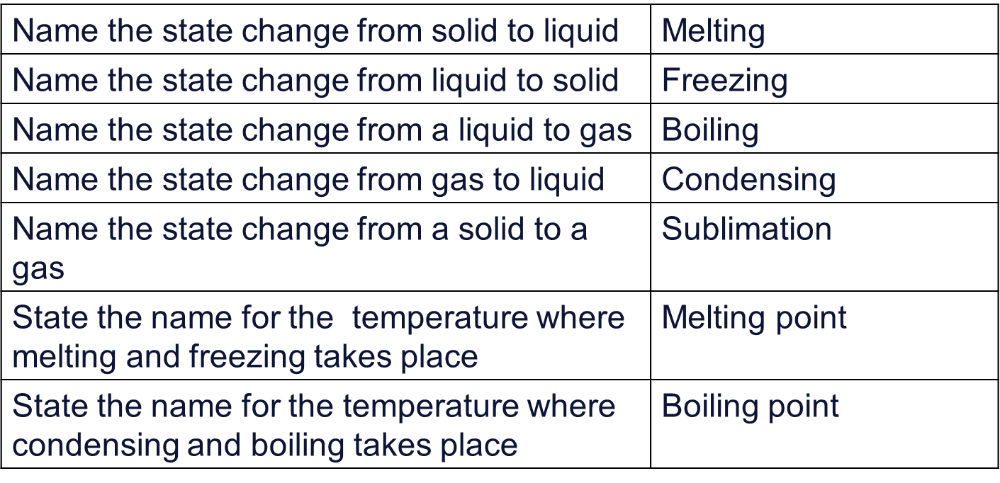 Name the state change from solid to liquid Melting
Name the state change from liquid to solid Freezing
Name the state change from a liquid to gas Boiling
Name the state change from gas to liquid Condensing
Name the state change from a solid to a Sublimation
gas
State the name for the  temperature where Melting point
melting and freezing takes place
State the name for the temperature where Boiling point
condensing and boiling takes place